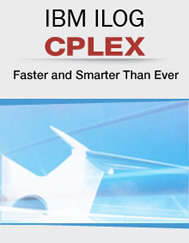 IBM ILOG
CPLEX
Faster and Smarter Than Ever